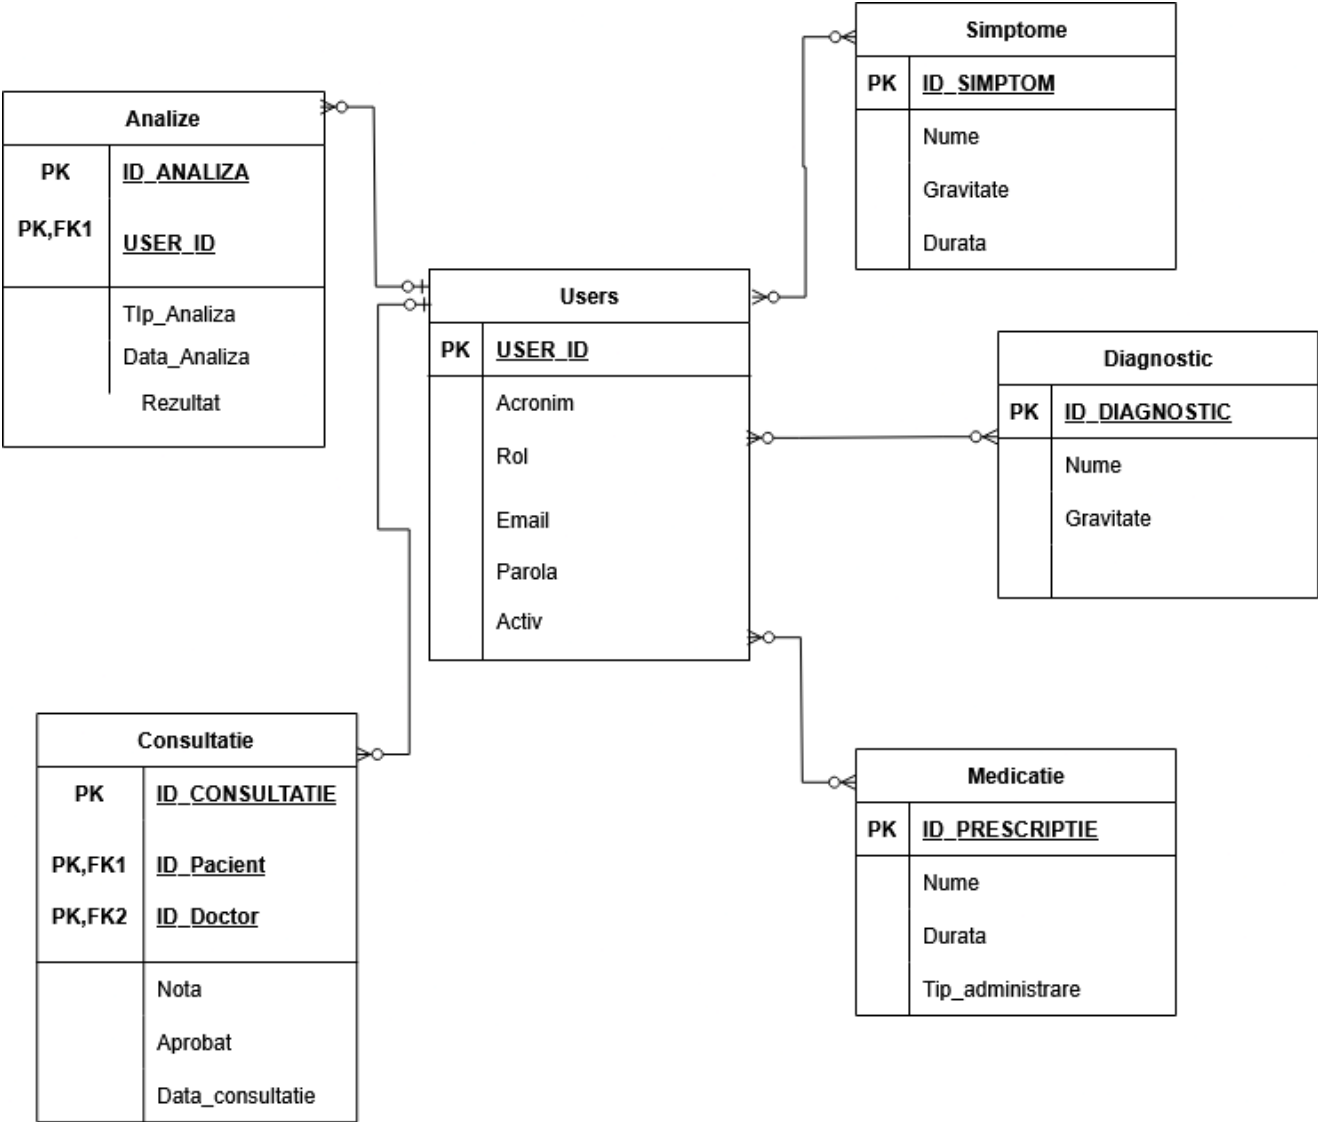 Simptome
PK ID_SIMPTOM
Nume
Gravitate
Durata
Analize
PK ID_ANALIZA
PK,FK1 USER_ID
TIp_Analiza
Data_Analiza
Rezultat
Users
PK USER_ID
Acronim
Rol
Email
Parola
Activ
Diagnostic
PK ID_DIAGNOSTIC
Nume
Gravitate
Consultatie
PK ID_CONSULTATIE
PK,FK1 ID_Pacient
PK,FK2 ID_Doctor
Nota
Aprobat
Data_consultatie
Medicatie
PK ID_PRESCRIPTIE
Nume
Durata
Tip_administrare